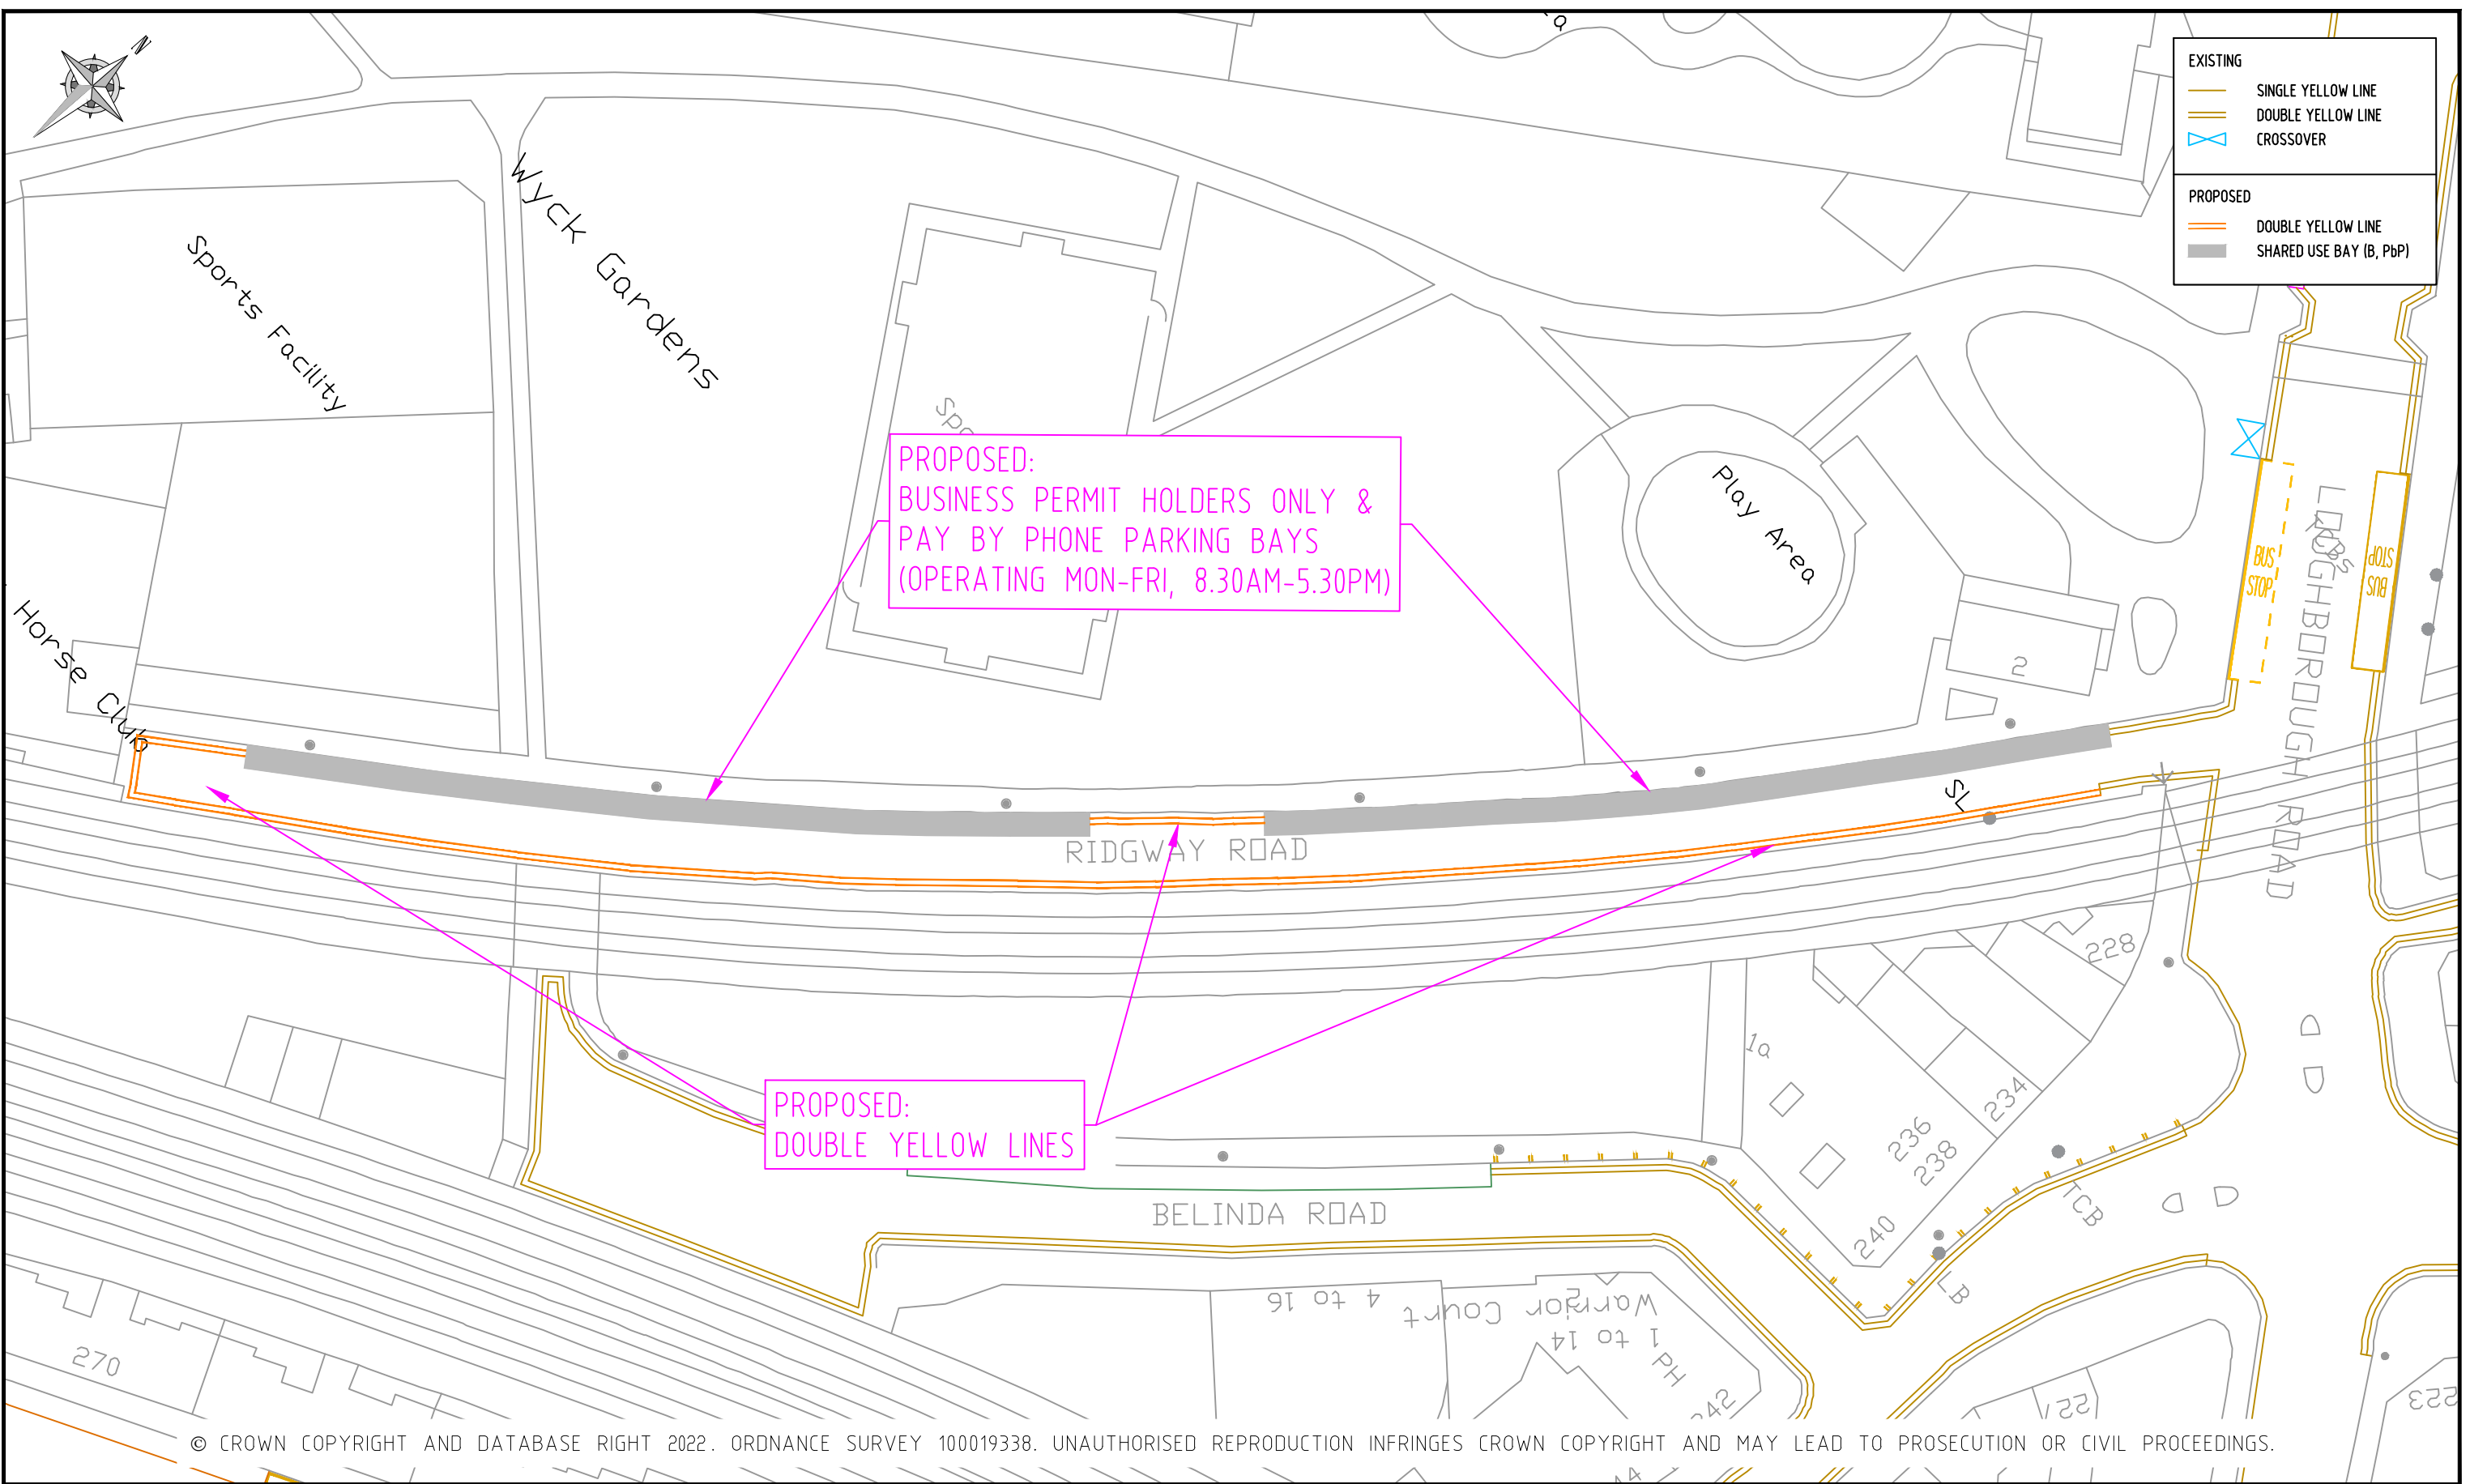 N
EXISTING
SINGLE YELLOW LINE
DOUBLE YELLOW LINE
CROSSOVER
PROPOSED
DOUBLE YELLOW LINE
SHARED USE BAY (B, PbP)
Wyck Gardens
Sports Facility
PROPOSED:
BUSINESS PERMIT HOLDERS ONLY &
PAY BY PHONE PARKING BAYS
(OPERATING MON-FRI, 8.30AM-5.30PM)
Play Area
2
BUS
STOP
BUS
STOP
LOUGHBOROUGH ROAD
Horse Club
SL
RIDGWAY ROAD
228
1a
234
236
238
240
TCB
LB
PROPOSED:
DOUBLE YELLOW LINES
BELINDA ROAD
4 to 16
Warrior Court
1 to 14
PH
242
270
227
223
© CROWN COPYRIGHT AND DATABASE RIGHT 2022. ORDNANCE SURVEY 100019338. UNAUTHORISED REPRODUCTION INFRINGES CROWN COPYRIGHT AND MAY LEAD TO PROSECUTION OR CIVIL PROCEEDINGS.